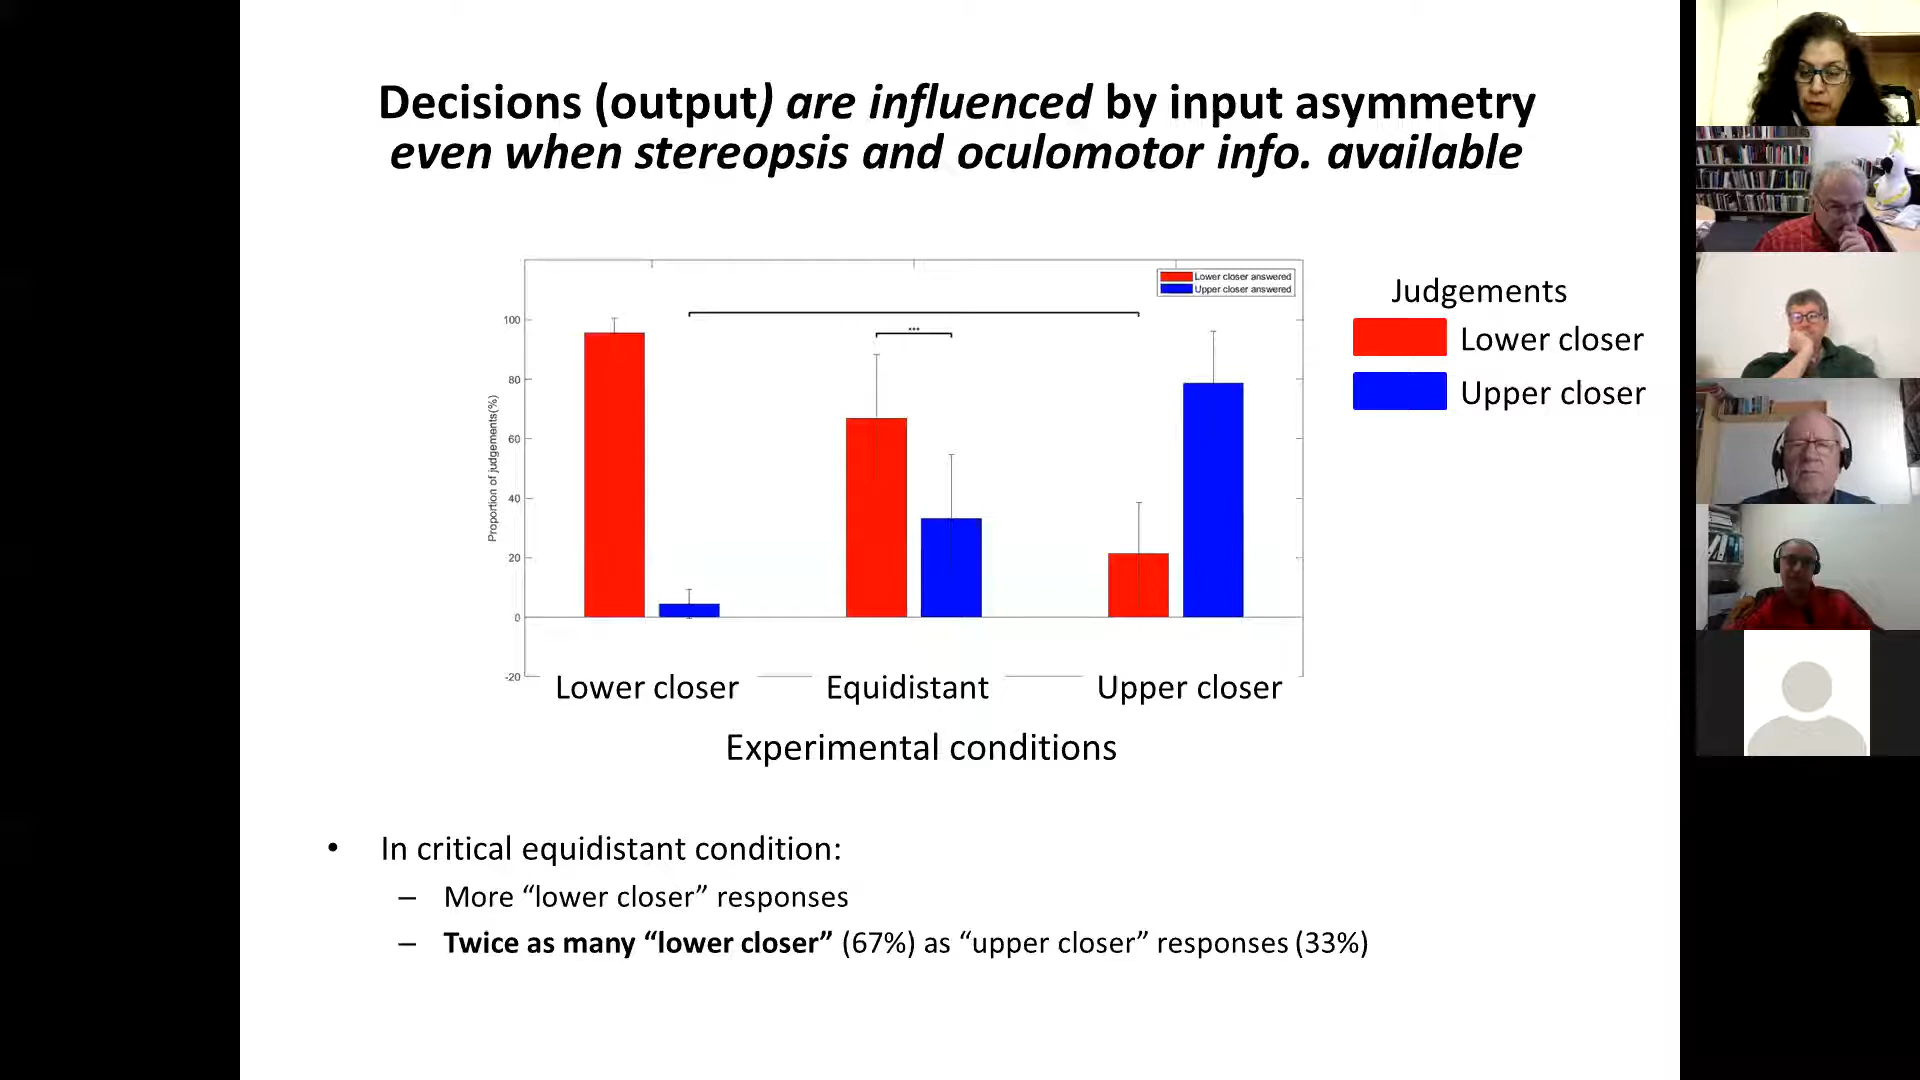 Decisions (output) are influenced by input asymmetry
even when stereopsis and oculomotor info. available
Lower closer answered
Upper closer answered
Judgements
Lower closer
Upper closer
***
100
80
60
40
20
0
-20
Proportion of judgements(%)
Lower closer
Equidistant
Upper closer
Experimental conditions
• In critical equidistant condition:
– More “lower closer” responses
– Twice as many “lower closer” (67%) as “upper closer” responses (33%)